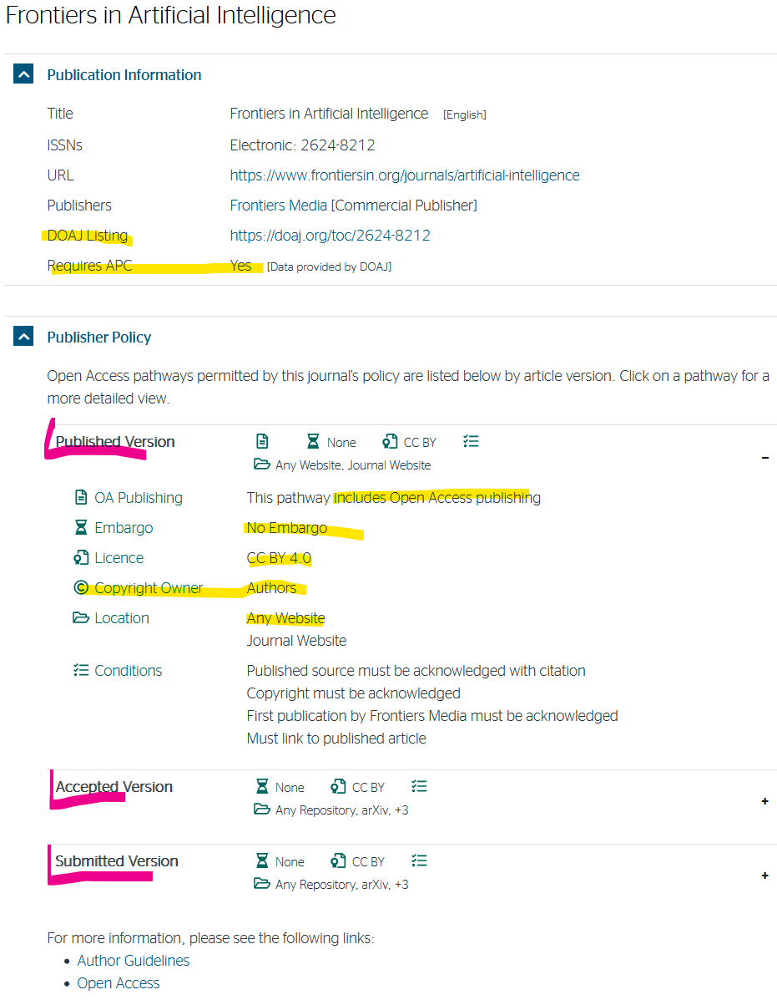 Frontiers in Artificial Intelligence
Publication Information
Title Frontiers in Artificial Intelligence [English]
ISSNs Electronic: 2624-8212
URL https://www.frontiersin.org/journals/artificial-intelligence
Publishers Frontiers Media [Commercial Publisher]
DOAJ Listing https://doaj.org/toc/2624-8212
Requires APC Yes [Data provided by DOAJ]
Publisher Policy
Open Access pathways permitted by this journal's policy are listed below by article version. Click on a pathway for a
more detailed view.
Published Version None CC BY
Any Website, Journal Website
OA Publishing This pathway includes Open Access publishing
Embargo No Embargo
Licence CC BY 4.0
© Copyright Owner Authors
Location Any Website
Journal Website
Conditions Published source must be acknowledged with citation
Copyright must be acknowledged
First publication by Frontiers Media must be acknowledged
Must link to published article
Accepted Version None CC BY
Any Repository, arXiv, +3
Submitted Version None CC BY
Any Repository, arXiv, +3
For more information, please see the following links:
• Author Guidelines
• Open Access